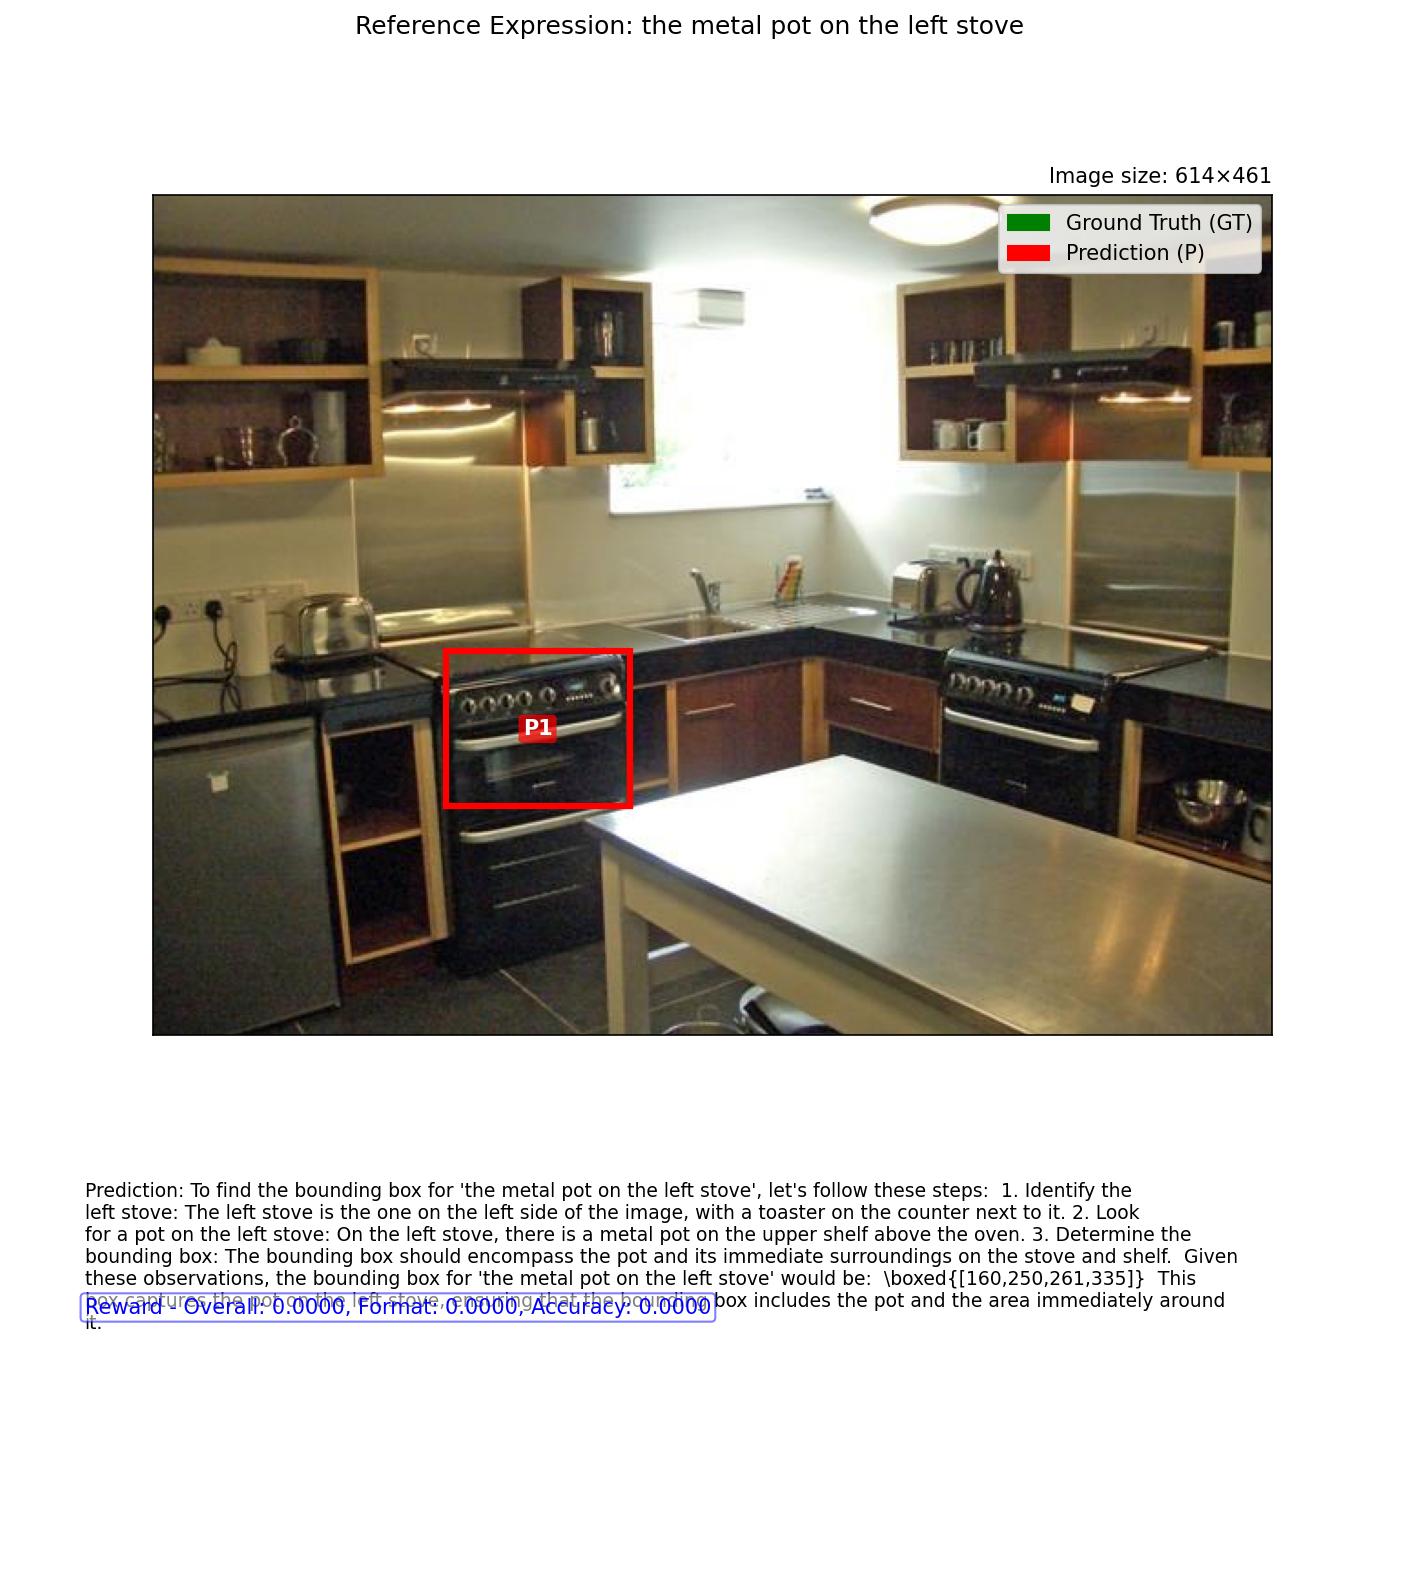 Reference Expression: the metal pot on the left stove
Image size: 614×461
Ground Truth (GT)
Prediction (P)
P1
Prediction: To find the bounding box for 'the metal pot on the left stove', let's follow these steps:  1. Identify the
left stove: The left stove is the one on the left side of the image, with a toaster on the counter next to it. 2. Look
for a pot on the left stove: On the left stove, there is a metal pot on the upper shelf above the oven. 3. Determine the
bounding box: The bounding box should encompass the pot and its immediate surroundings on the stove and shelf.  Given
these observations, the bounding box for 'the metal pot on the left stove' would be:  \boxed{[160,250,261,335]}  This
box captures the pot on the left stove, ensuring that the bounding box includes the pot and the area immediately around
Reward - Overall: 0.0000, Format: 0.0000, Accuracy: 0.0000
it.